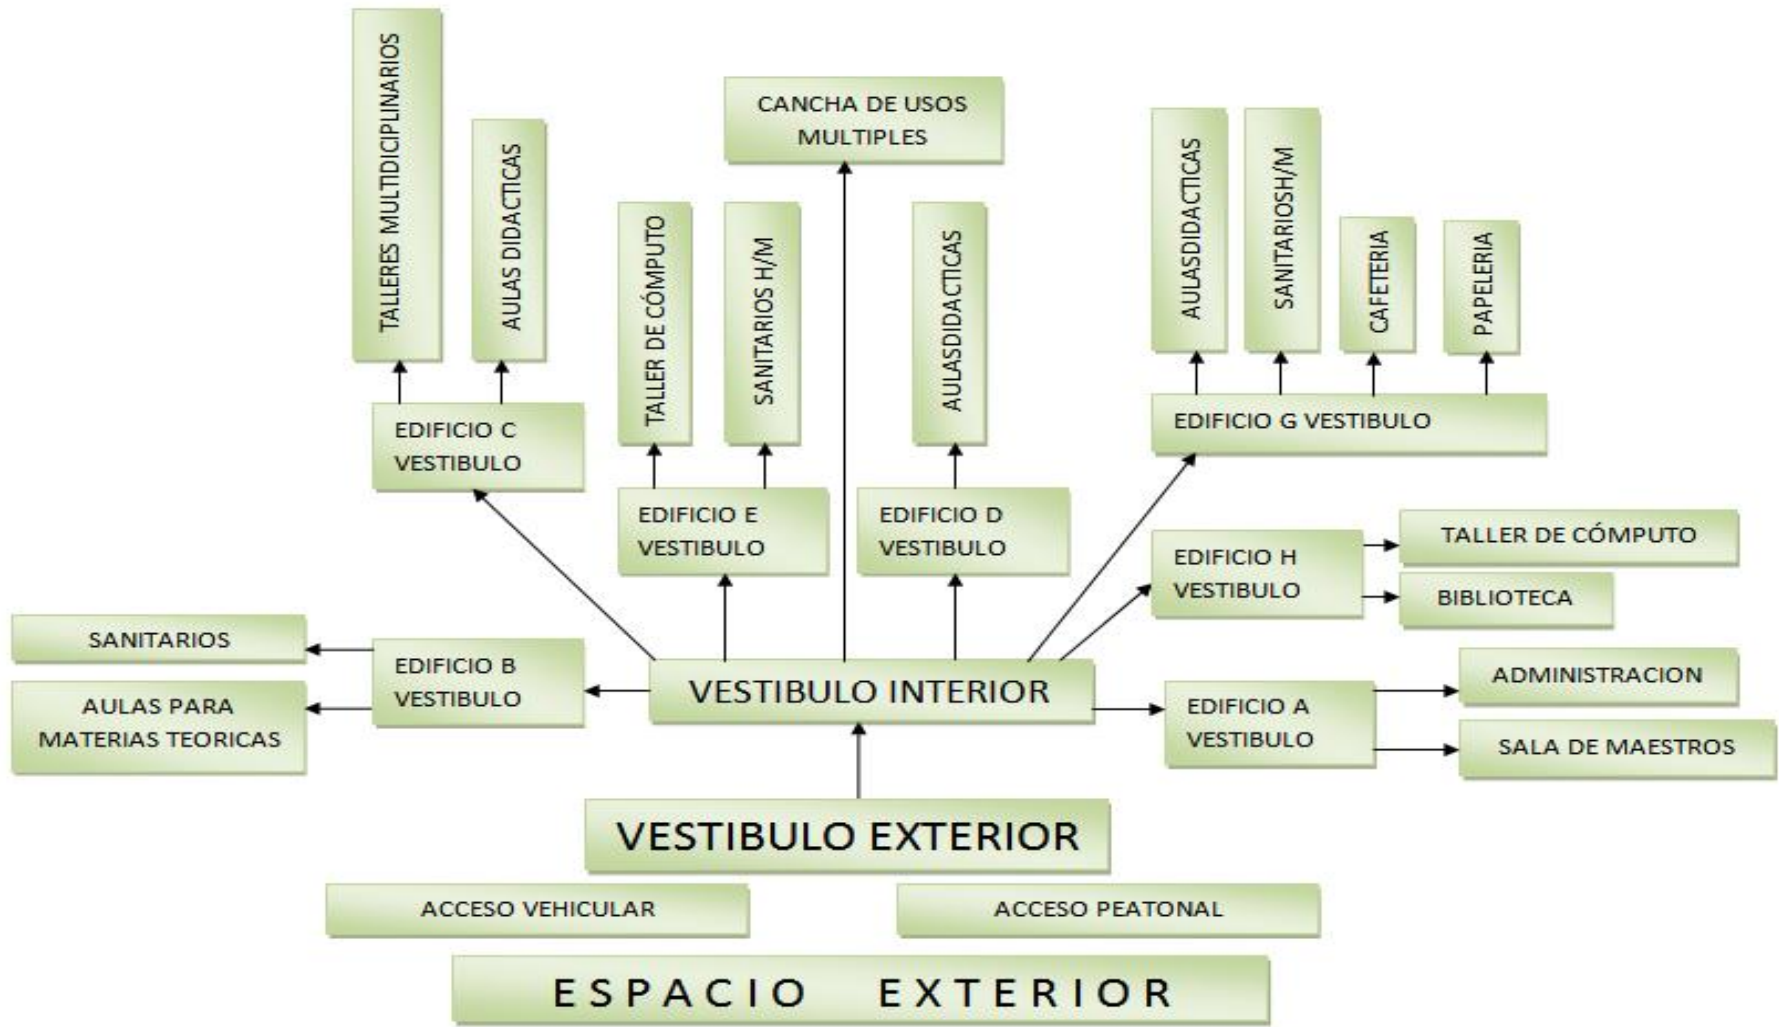 TALLERES MULTIDICIPLINARIOS
AULAS DIDACTICAS
CANCHA DE USOS
MULTIPLES
TALLER DE CÓMPUTO
SANITARIOS H/M
AULASDIDACTICAS
AULASDIDACTICAS
SANITARIOSH/M
CAFETERIA
PAPELERIA
EDIFICIO C
VESTIBULO
EDIFICIO G VESTIBULO
EDIFICIO E
VESTIBULO
EDIFICIO D
VESTIBULO
EDIFICIO H
VESTIBULO
TALLER DE CÓMPUTO
BIBLIOTECA
SANITARIOS
AULAS PARA
MATERIAS TEORICAS
EDIFICIO B
VESTIBULO
VESTIBULO INTERIOR
EDIFICIO A
VESTIBULO
ADMINISTRACION
SALA DE MAESTROS
VESTIBULO EXTERIOR
ACCESO VEHICULAR
ACCESO PEATONAL
ESPACIO EXTERIOR